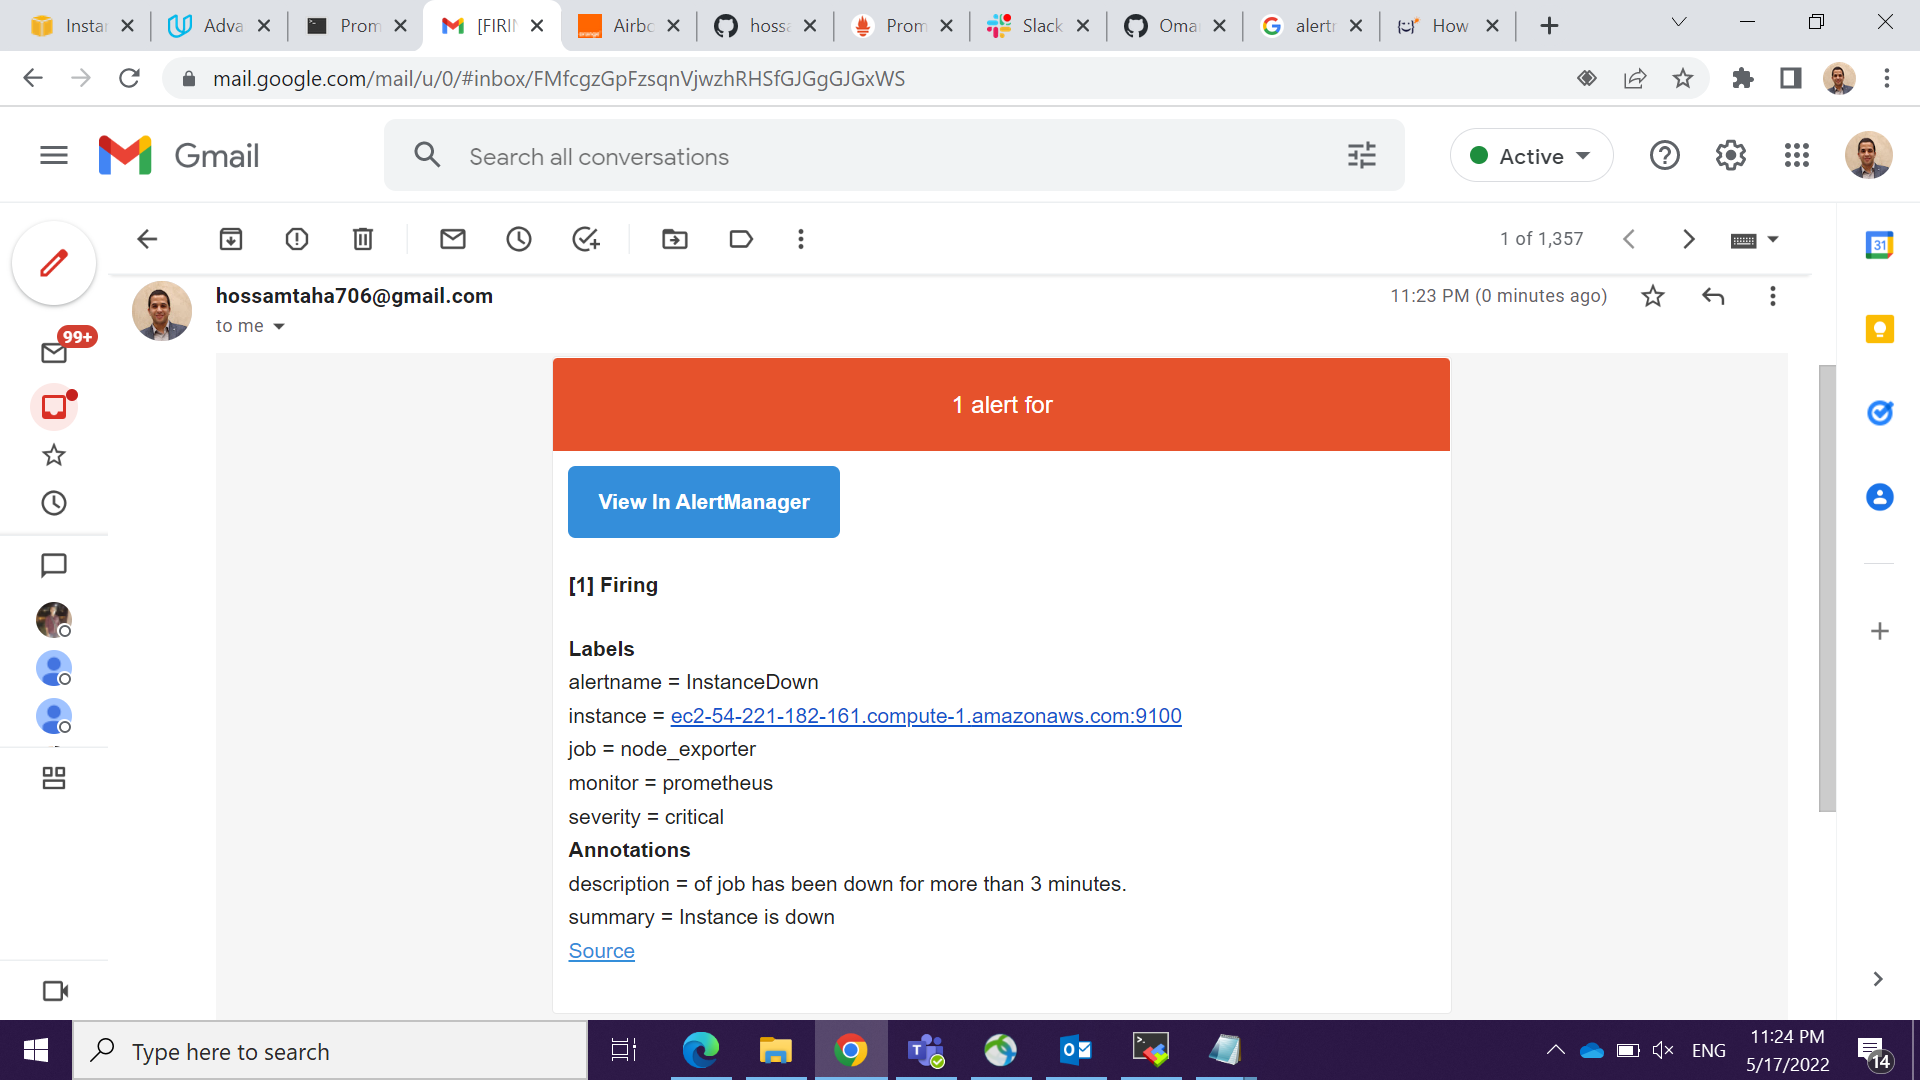 Instar
Adva
Prom
[FIRIN
Airbo
hossa
Prom
Slack
Omar
alertr
How
mail.google.com/mail/u/0/#inbox/FMfcgzGpFzsqnVjwzhRHSfGJGgGJGxWS
Gmail
Search all conversations
Active
1 of 1,357
31
hossamtaha706@gmail.com
11:23 PM (0 minutes ago)
to me
99+
1 alert for
View In AlertManager
[1] Firing
Labels
alertname = InstanceDown
instance = ec2-54-221-182-161.compute-1.amazonaws.com:9100
job = node_exporter
monitor = prometheus
severity = critical
Annotations
description = of job has been down for more than 3 minutes.
summary = Instance is down
Source
Type here to search
ENG
11:24 PM
5/17/2022
14